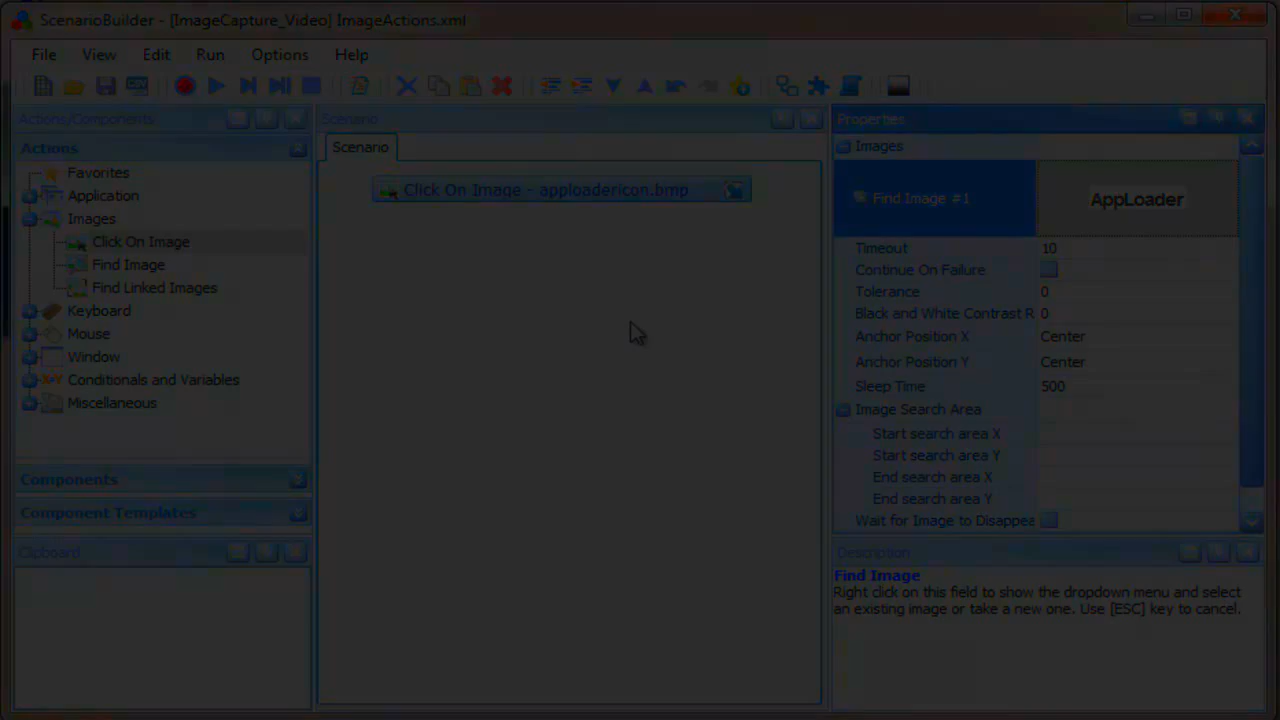 ScenarioBuilder - [ImageCapture_Video] ImageActions.xml
File View Edit Run Options Help
Actions/Components
Actions
Favorites
Application
Images
Click On Image
Find Image
Find Linked Images
Keyboard
Mouse
Window
Conditionals and Variables
Miscellaneous
Components
Component Templates
Clipboard
Scenario
Scenario
Click On Image - apploadericon.bmp
Properties
Images
Find Image #1 AppLoader
Timeout 10
Continue On Failure
Tolerance 0
Black and White Contrast R 0
Anchor Position X Center
Anchor Position Y Center
Sleep Time 500
Image Search Area
Start search area X
Start search area Y
End search area X
End search area Y
Wait for Image to Disappea
Description
Find Image
Right click on this field to show the dropdown menu and select
an existing image or take a new one. Use [ESC] key to cancel.